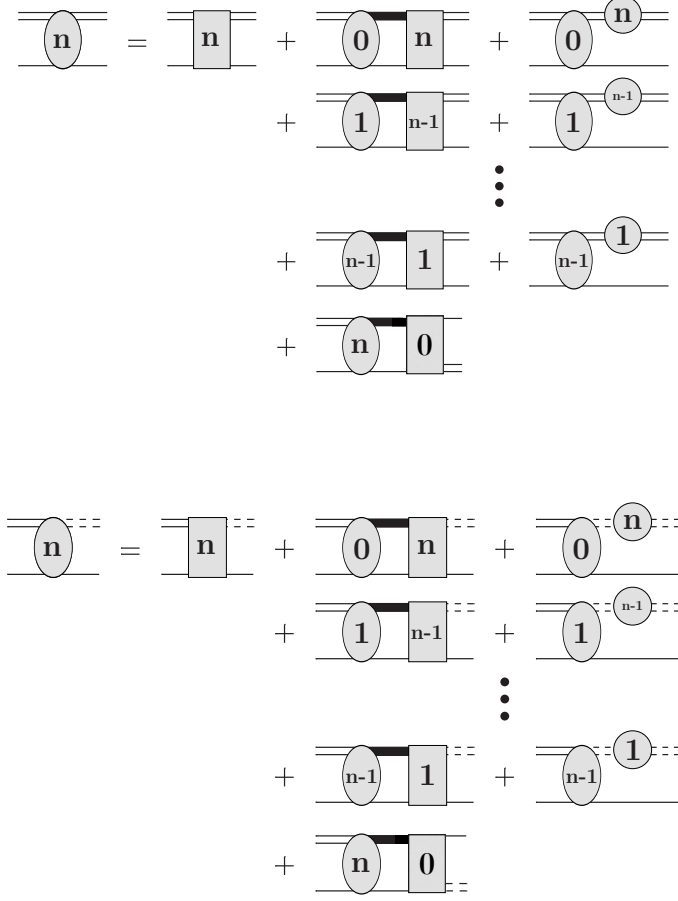 n = n + 0 n + 0 n
+ 1 n-1 + 1 n-1
+ n-1 1 + n-1 1
+ n 0
n = n + 0 n + 0 n
+ 1 n-1 + 1 n-1
+ n-1 1 + n-1 1
+ n 0